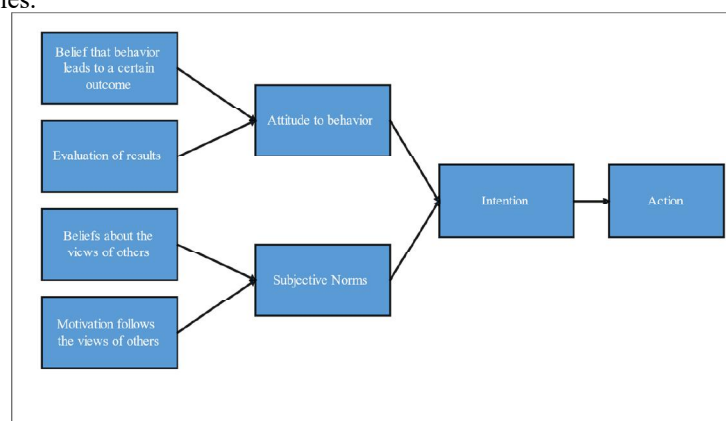 Belief that behavior
leads to a certain
outcome
Evaluation of results
Beliefs about the
views of others
Motivation follows
the views of others
Attitude to behavior
Subjective Norms
Intention
Action